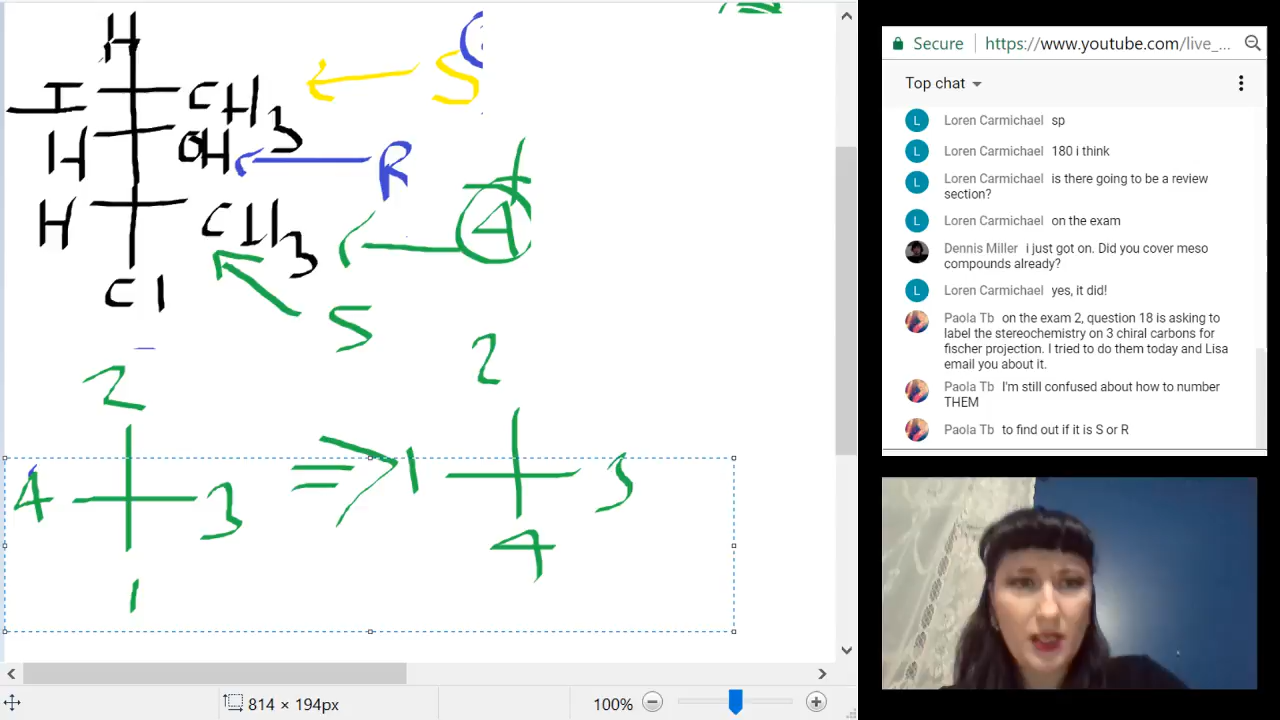 H
I CH3 S
H OH R
H CH3 4
Cl S
2 2
4 3 => 1 3
1 4
814 × 194px 100%
Secure https://www.youtube.com/live_...
Top chat
L Loren Carmichael sp
L Loren Carmichael 180 i think
L Loren Carmichael is there going to be a review
section?
L Loren Carmichael on the exam
Dennis Miller i just got on. Did you cover meso
compounds already?
L Loren Carmichael yes, it did!
Paola Tb on the exam 2, question 18 is asking to
label the stereochemistry on 3 chiral carbons for
fischer projection. I tried to do them today and Lisa
email you about it.
Paola Tb I'm still confused about how to number
THEM
Paola Tb to find out if it is S or R